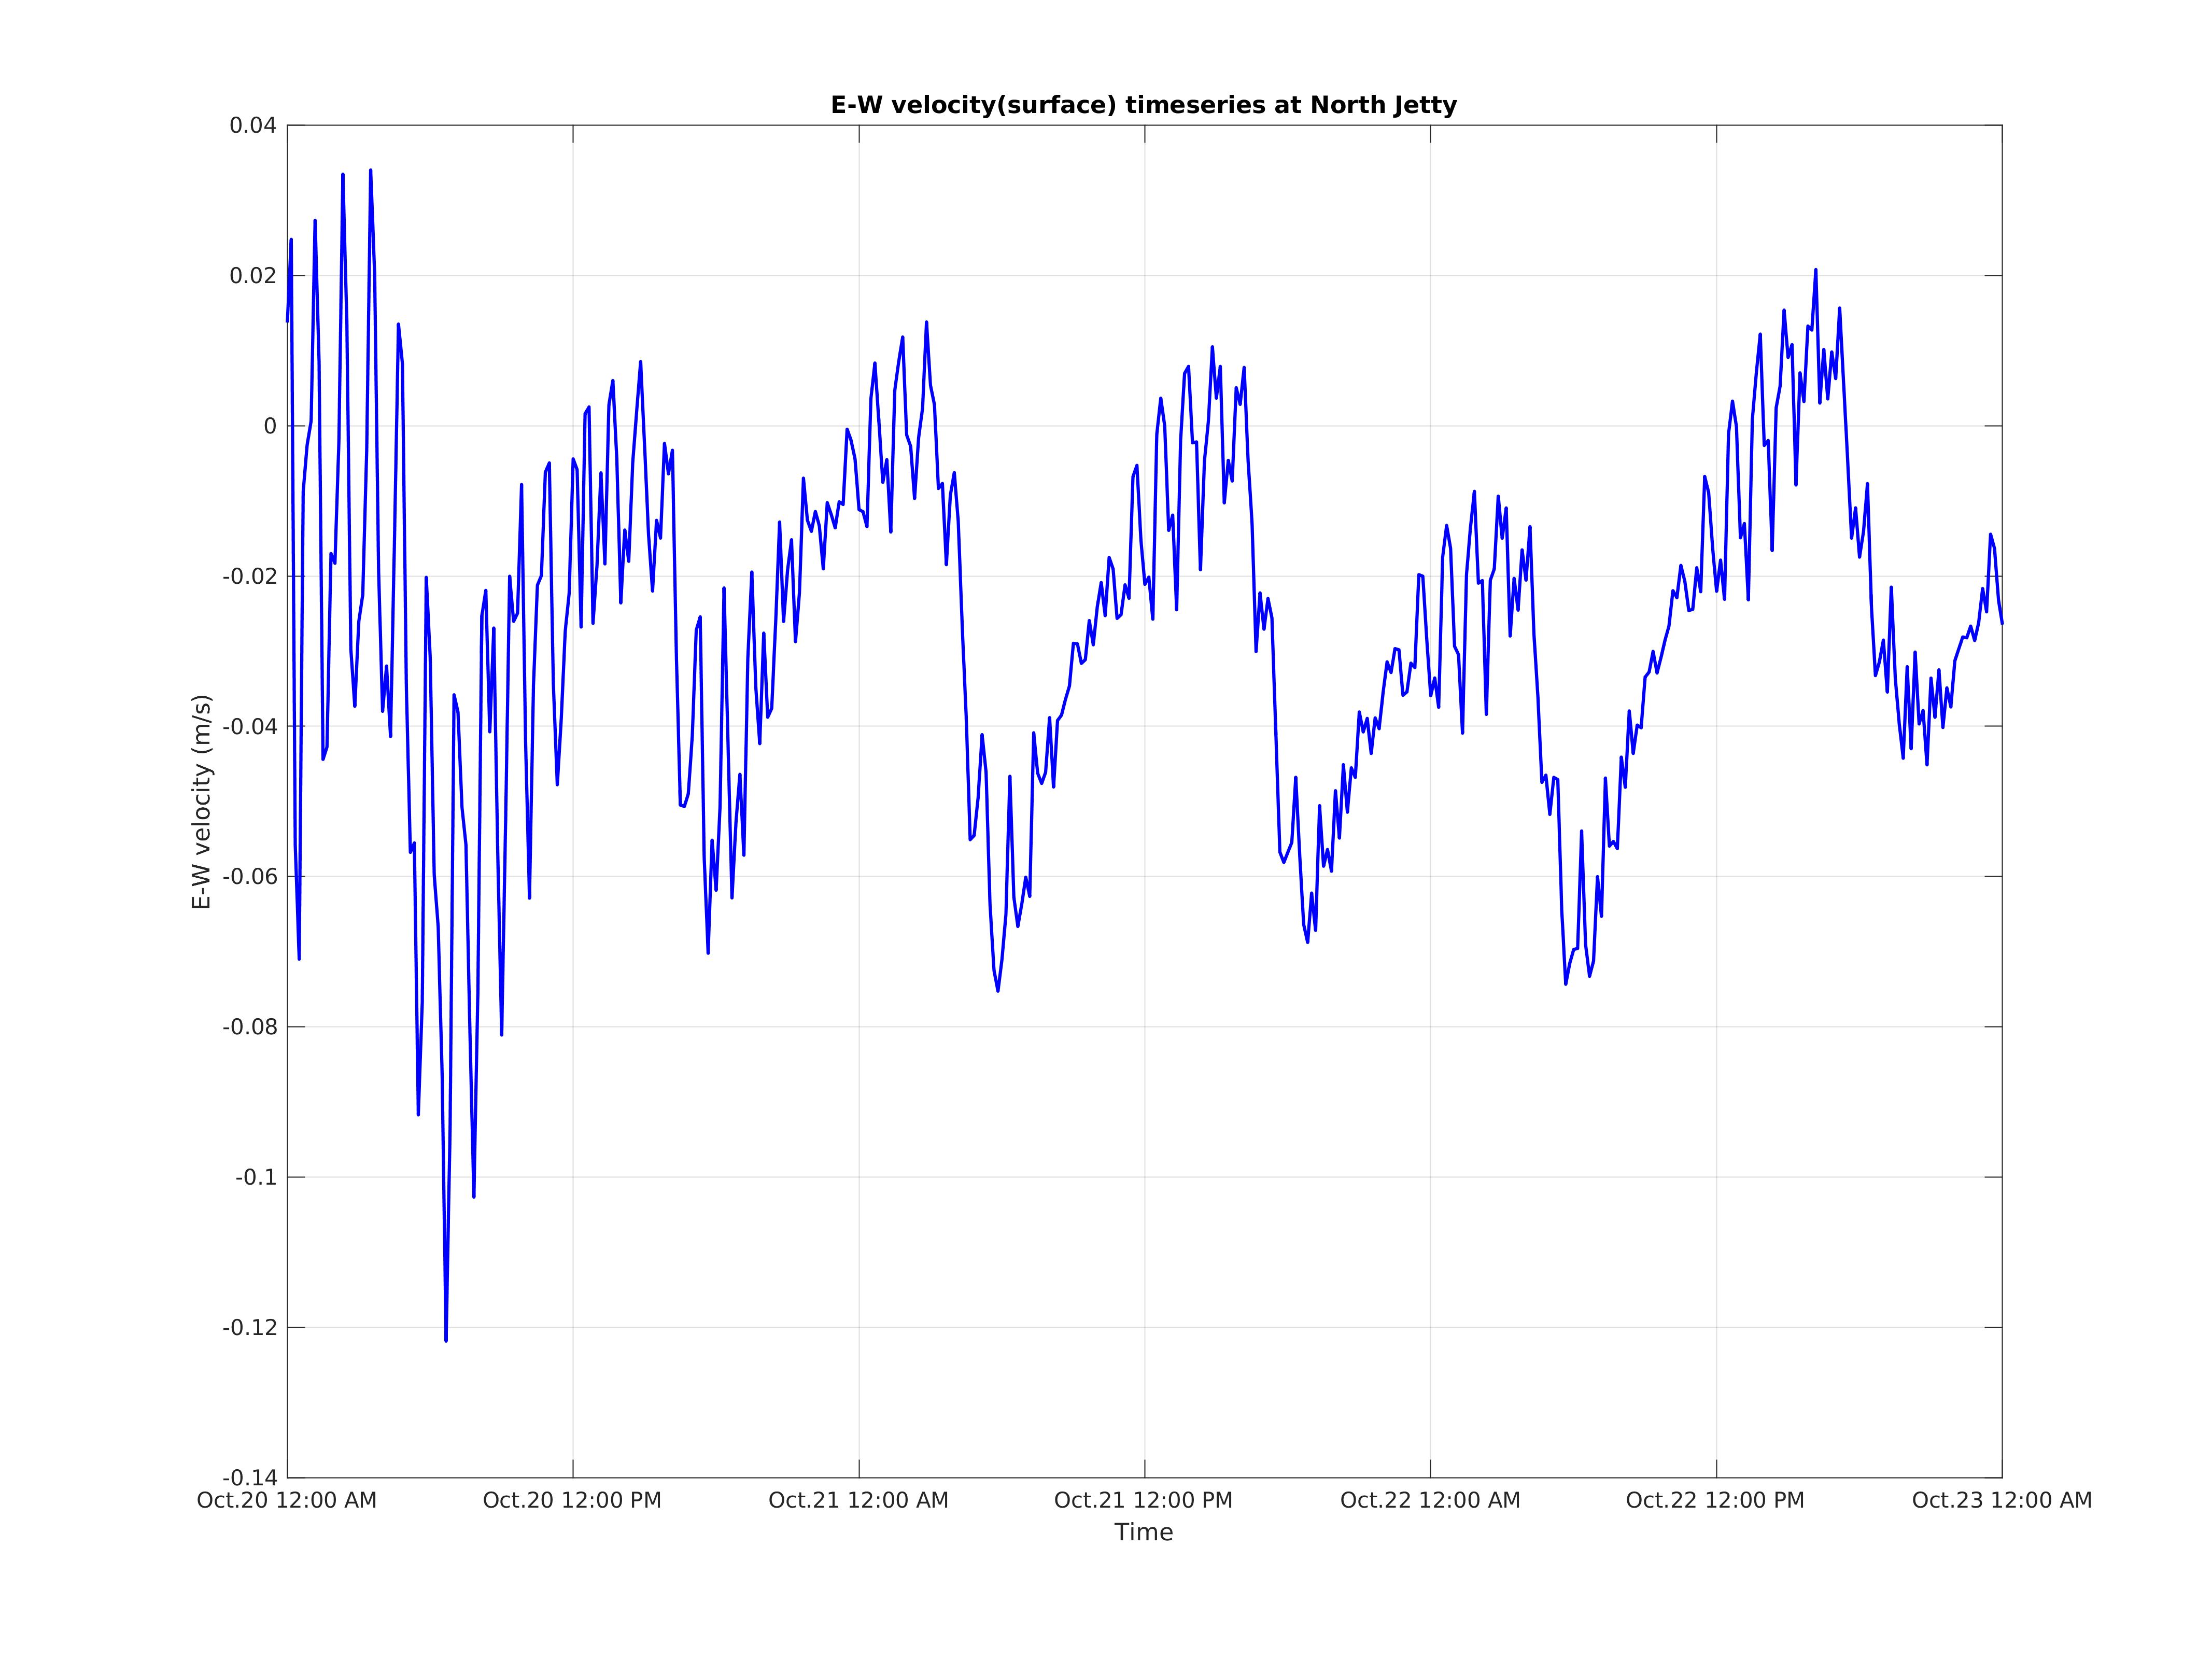 E-W velocity(surface) timeseries at North Jetty
0.04
0.02
0
-0.02
-0.04
-0.06
-0.08
-0.1
-0.12
-0.14
E-W velocity (m/s)
Oct.20 12:00 AM
Oct.20 12:00 PM
Oct.21 12:00 AM
Oct.21 12:00 PM
Oct.22 12:00 AM
Oct.22 12:00 PM
Oct.23 12:00 AM
Time